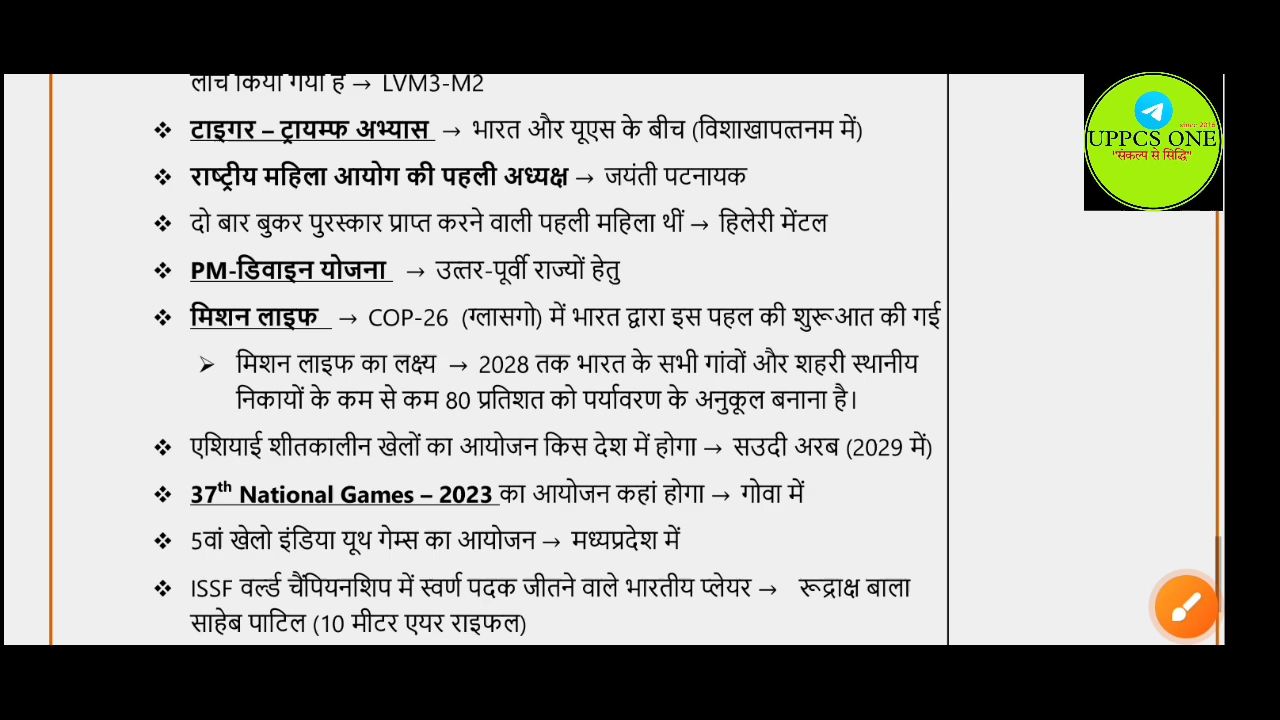 लांच किया गया है → LVM3-M2
❖ टाइगर – ट्रायम्फ अभ्यास → भारत और यूएस के बीच (विशाखापत्तनम में)
❖ राष्ट्रीय महिला आयोग की पहली अध्यक्ष → जयंती पटनायक
❖ दो बार बुकर पुरस्कार प्राप्त करने वाली पहली महिला थीं → हिलेरी मेंटल
❖ PM-डिवाइन योजना → उत्तर-पूर्वी राज्यों हेतु
❖ मिशन लाइफ → COP-26 (ग्लासगो) में भारत द्वारा इस पहल की शुरूआत की गई
➢ मिशन लाइफ का लक्ष्य → 2028 तक भारत के सभी गांवों और शहरी स्थानीय
निकायों के कम से कम 80 प्रतिशत को पर्यावरण के अनुकूल बनाना है।
❖ एशियाई शीतकालीन खेलों का आयोजन किस देश में होगा → सउदी अरब (2029 में)
❖ 37th National Games – 2023 का आयोजन कहां होगा → गोवा में
❖ 5वां खेलो इंडिया यूथ गेम्स का आयोजन → मध्यप्रदेश में
❖ ISSF वर्ल्ड चैंपियनशिप में स्वर्ण पदक जीतने वाले भारतीय प्लेयर → रूद्राक्ष बाला
साहेब पाटिल (10 मीटर एयर राइफल)
since 2016
UPPCS ONE
"संकल्प से सिद्धि"